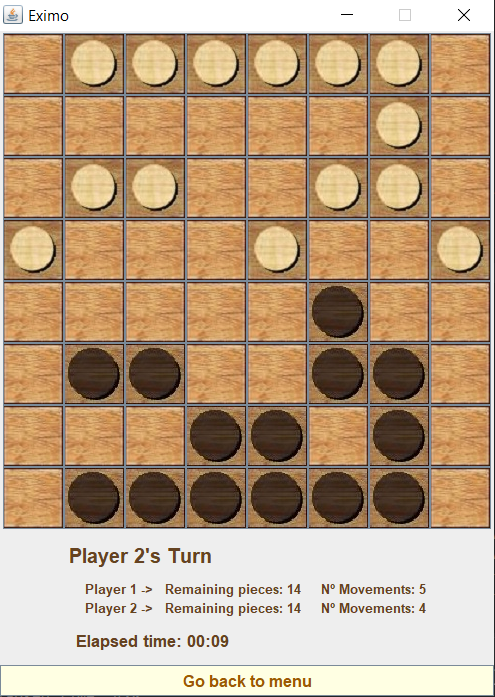 Eximo
Player 2's Turn
Player 1 -> Remaining pieces: 14 Nº Movements: 5
Player 2 -> Remaining pieces: 14 Nº Movements: 4
Elapsed time: 00:09
Go back to menu